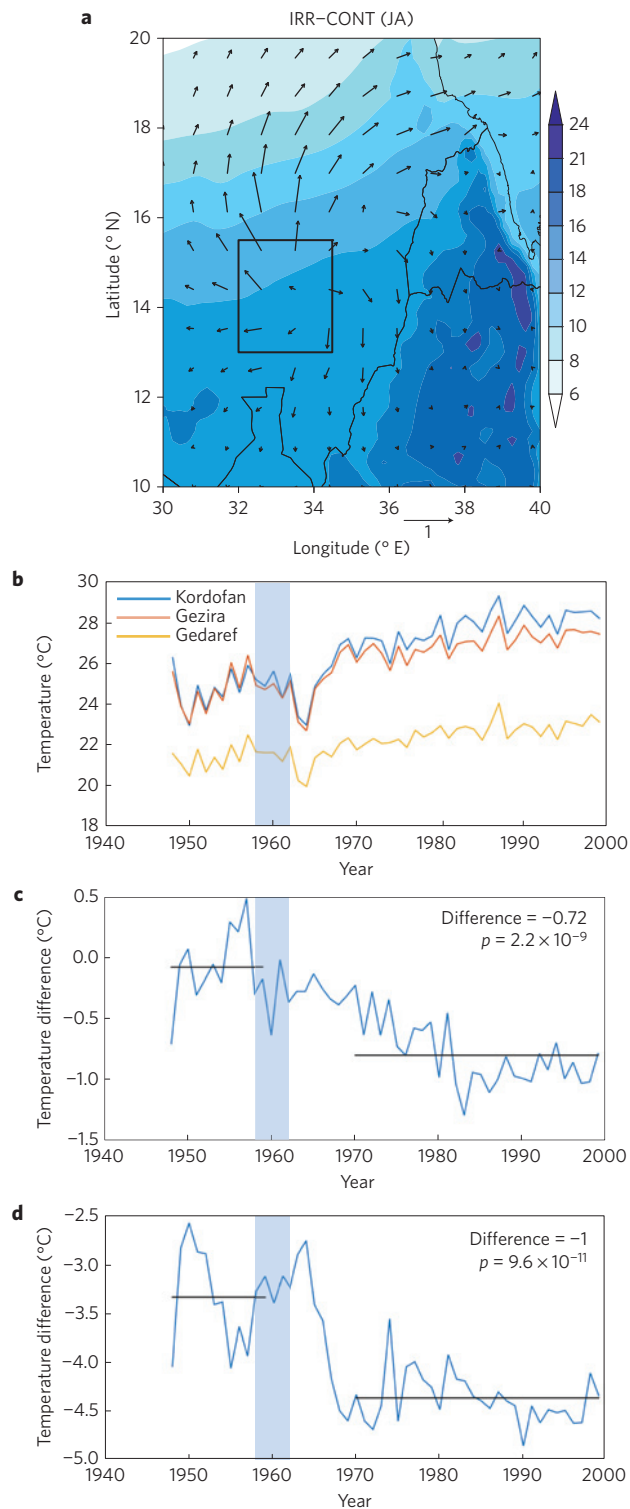 a
IRR–CONT (JA)
20
18
16
14
12
10
Latitude (° N)
30 32 34 36 38 40
1
Longitude (° E)
24
21
18
16
14
12
10
8
6
b
30
28
26
24
22
20
18
Temperature (°C)
Kordofan
Gezira
Gedaref
1940 1950 1960 1970 1980 1990 2000
Year
c
0.5
0.0
−0.5
−1.0
−1.5
Temperature difference (°C)
Difference = −0.72
p = 2.2 × 10⁻⁹
1940 1950 1960 1970 1980 1990 2000
Year
d
−2.5
−3.0
−3.5
−4.0
−4.5
−5.0
Temperature difference (°C)
Difference = −1
p = 9.6 × 10⁻¹¹
1940 1950 1960 1970 1980 1990 2000
Year